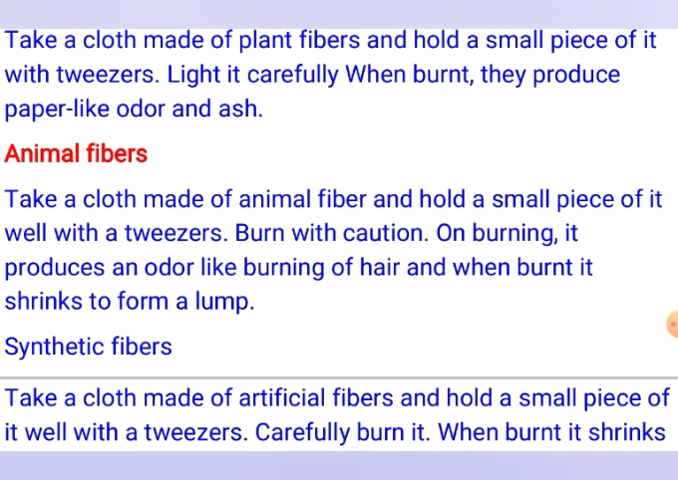 Take a cloth made of plant fibers and hold a small piece of it
with tweezers. Light it carefully When burnt, they produce
paper-like odor and ash.
Animal fibers
Take a cloth made of animal fiber and hold a small piece of it
well with a tweezers. Burn with caution. On burning, it
produces an odor like burning of hair and when burnt it
shrinks to form a lump.
Synthetic fibers
Take a cloth made of artificial fibers and hold a small piece of
it well with a tweezers. Carefully burn it. When burnt it shrinks